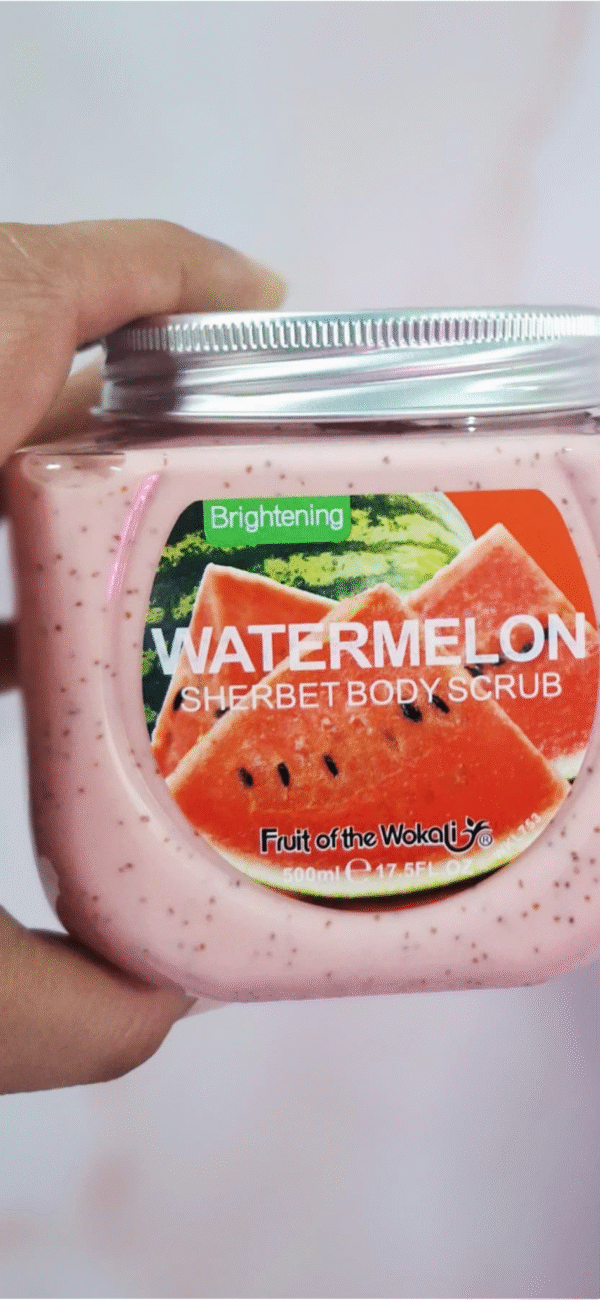 Brightening
WATERMELON
SHERBET BODY SCRUB
Fruit of the Wokali ®
500ml ℮ 17.5FL.OZ